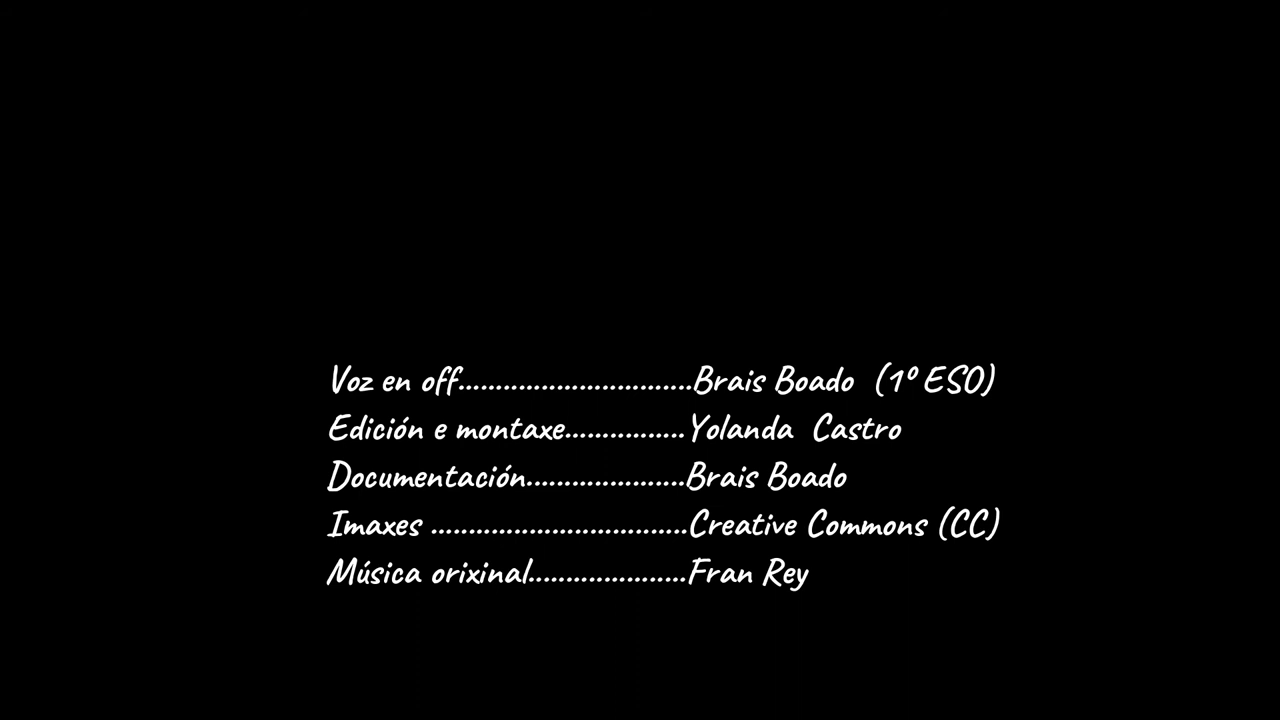 Voz en off...............................Brais Boado (1º ESO)
Edición e montaxe................Yolanda Castro
Documentación.....................Brais Boado
Imaxes ..................................Creative Commons (CC)
Música orixinal.....................Fran Rey